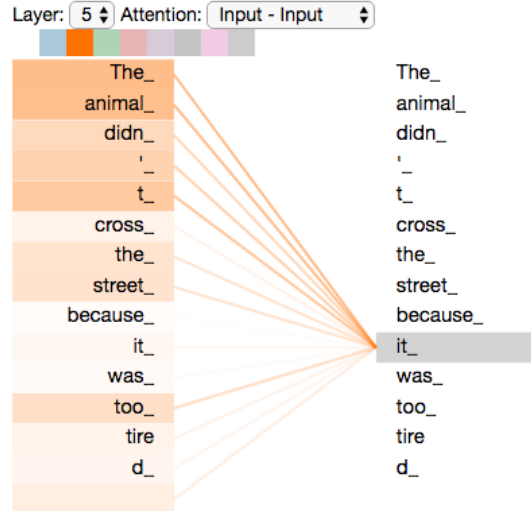 Layer: 5 Attention: Input - Input
The_ The_
animal_ animal_
didn_ didn_
'_ '_
t_ t_
cross_ cross_
the_ the_
street_ street_
because_ because_
it_ it_
was_ was_
too_ too_
tire tire
d_ d_